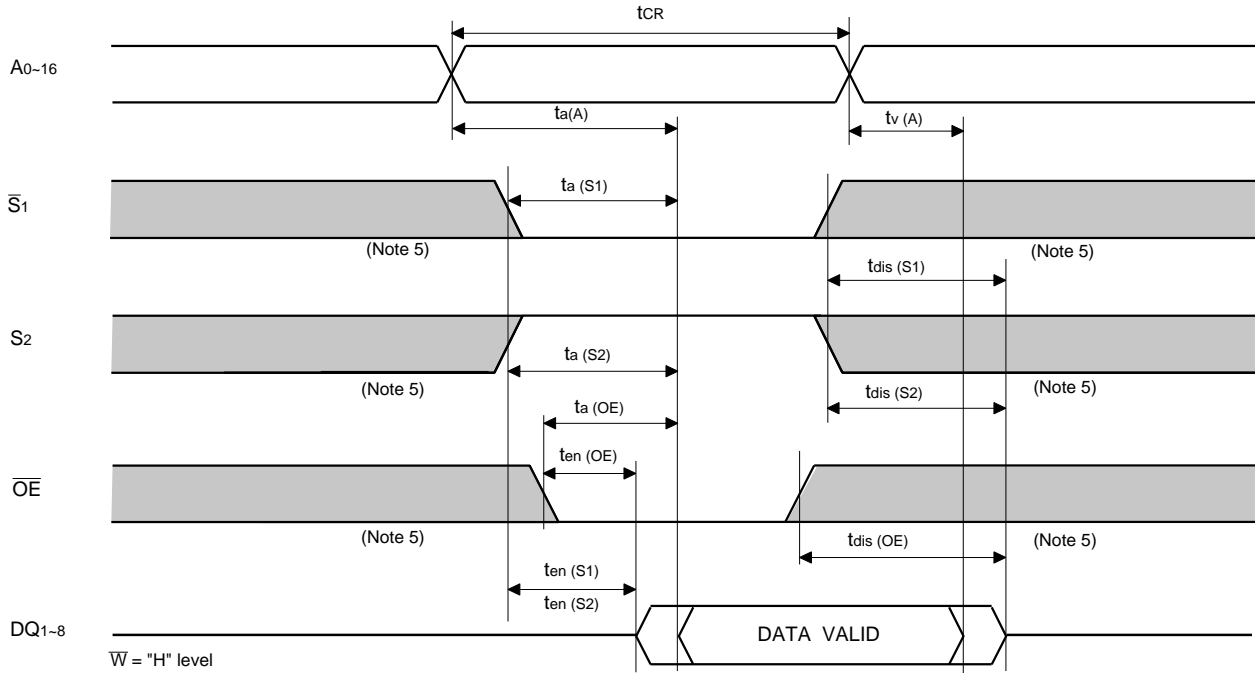 tCR
A0~16
ta(A)
tv (A)
S̅1
ta (S1)
(Note 5)
(Note 5)
tdis (S1)
S2
ta (S2)
(Note 5)
(Note 5)
tdis (S2)
ta (OE)
ten (OE)
O̅E̅
(Note 5)
(Note 5)
tdis (OE)
ten (S1)
ten (S2)
DQ1~8
DATA VALID
W̅ = "H" level